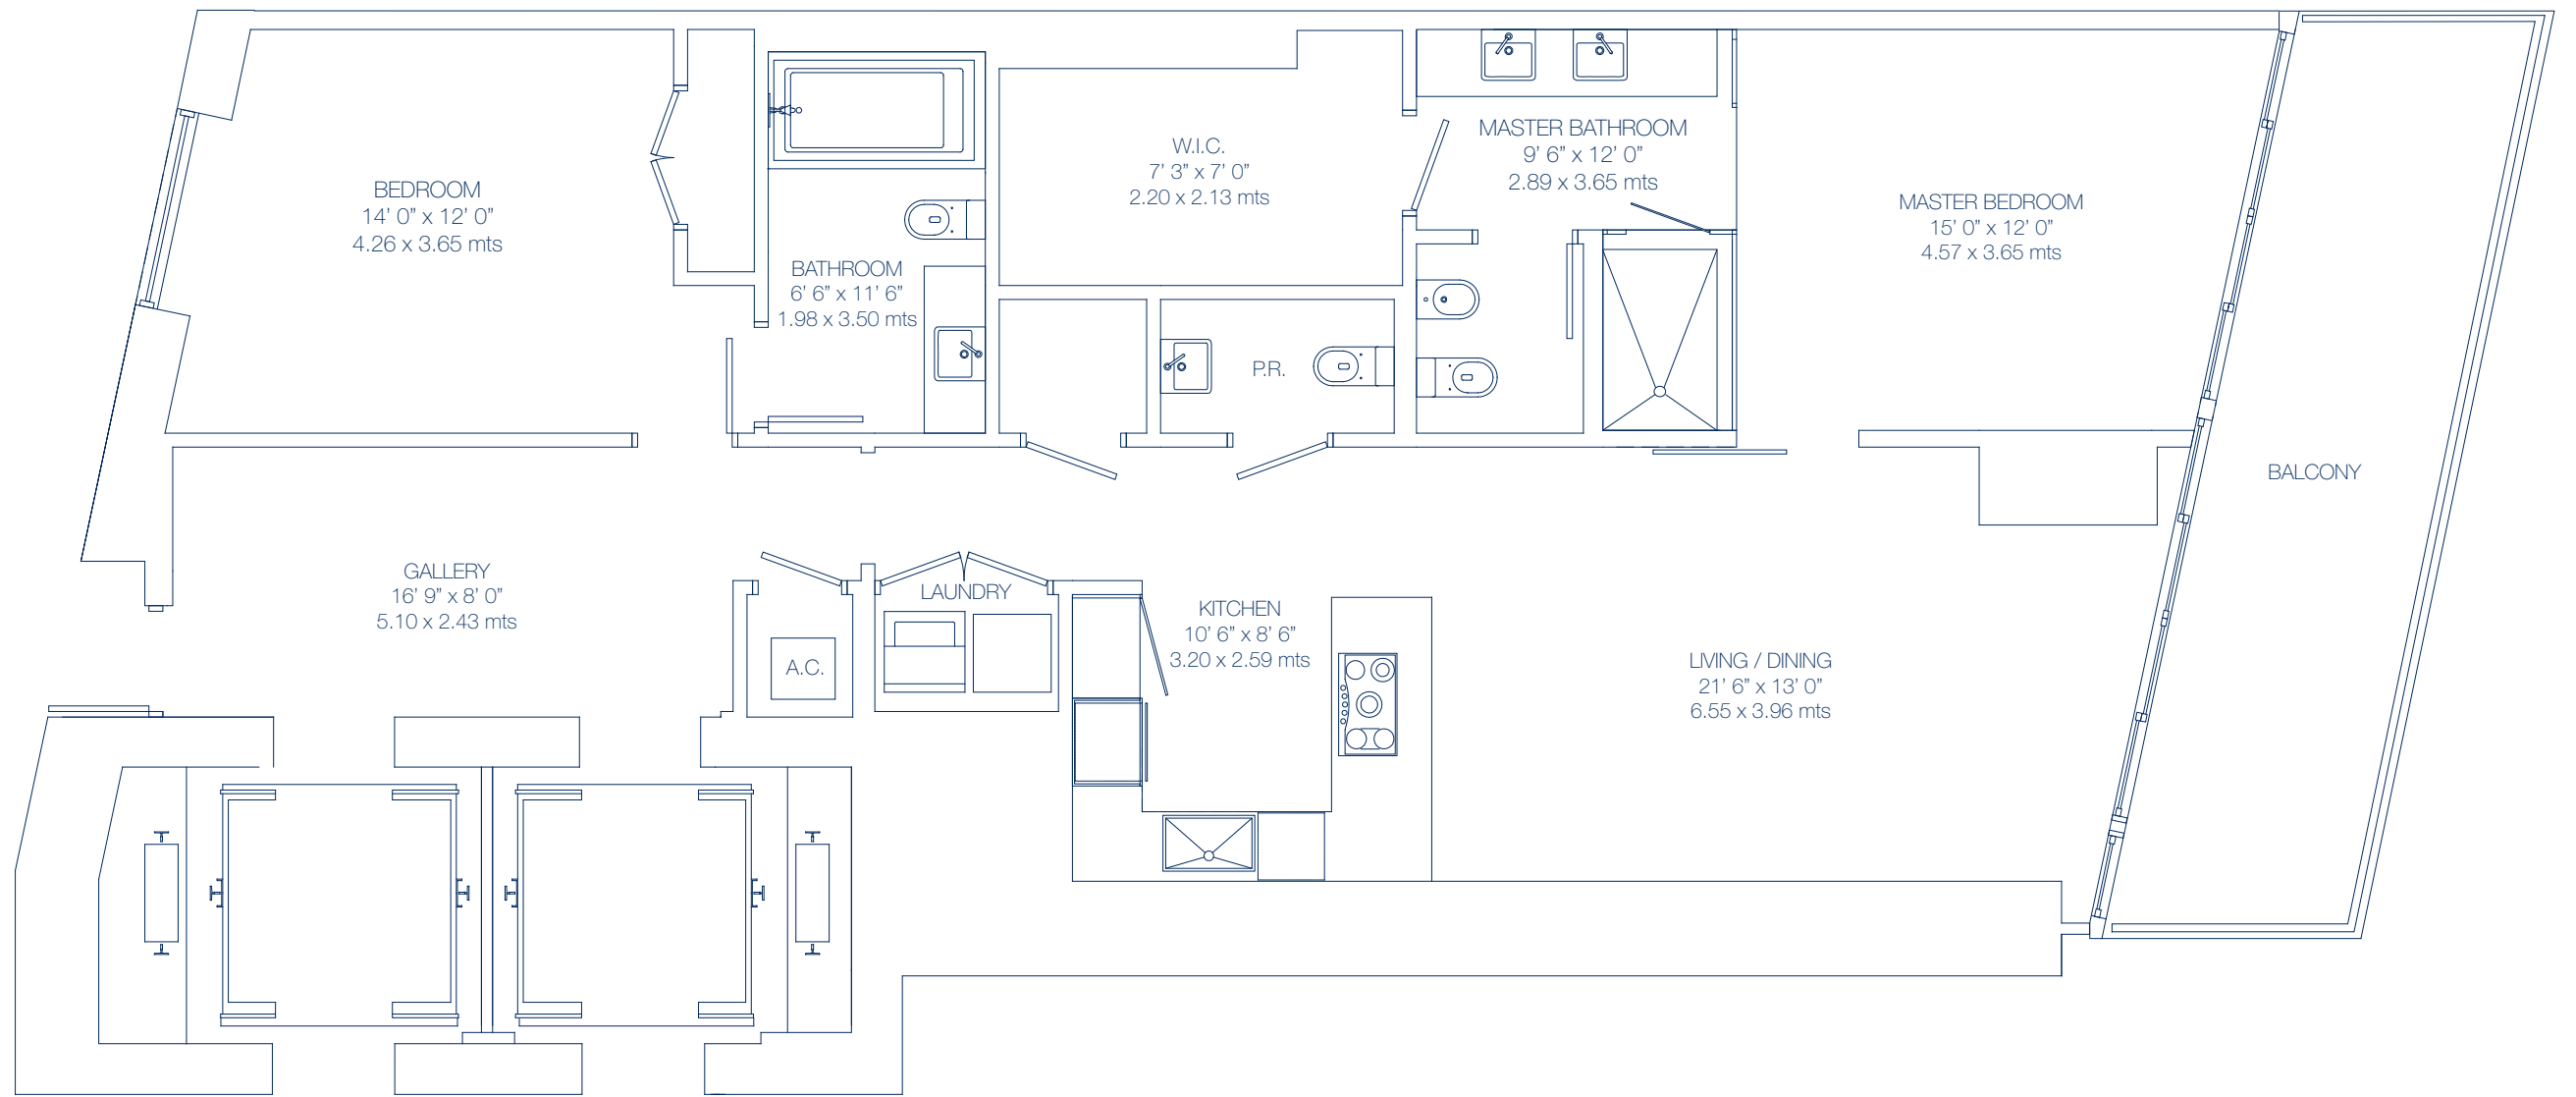 BEDROOM
14’ 0” x 12’ 0”
4.26 x 3.65 mts
BATHROOM
6’ 6” x 11’ 6”
1.98 x 3.50 mts
W.I.C.
7’ 3” x 7’ 0”
2.20 x 2.13 mts
MASTER BATHROOM
9’ 6” x 12’ 0”
2.89 x 3.65 mts
MASTER BEDROOM
15’ 0” x 12’ 0”
4.57 x 3.65 mts
P.R.
BALCONY
GALLERY
16’ 9” x 8’ 0”
5.10 x 2.43 mts
A.C.
LAUNDRY
KITCHEN
10’ 6” x 8’ 6”
3.20 x 2.59 mts
LIVING / DINING
21’ 6” x 13’ 0”
6.55 x 3.96 mts